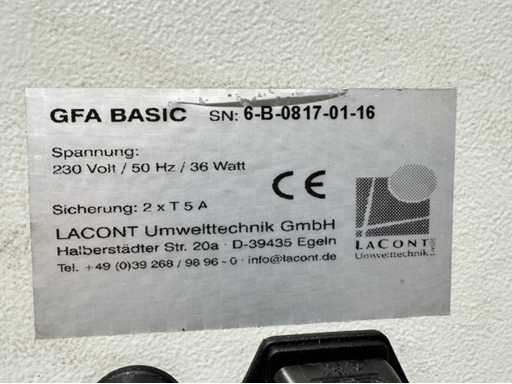 GFA BASIC SN: 6-B-0817-01-16
Spannung:
230 Volt / 50 Hz / 36 Watt
CE
Sicherung: 2 x T 5 A
LACONT Umwelttechnik GmbH
Halberstädter Str. 20a · D-39435 Egeln
Tel. +49 (0)39 268 / 98 96 - 0 · info@lacont.de
LACONT
Umwelttechnik